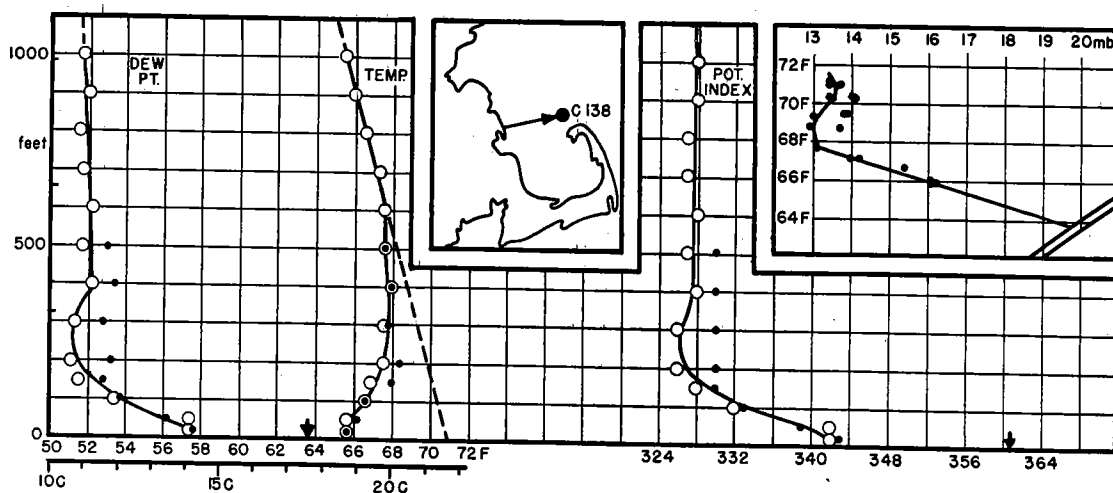 1000
feet
500
0
DEW
PT.
TEMP.
C 138
POT.
INDEX
13 14 15 16 17 18 19 20mb
72F
70F
68F
66F
64F
50 52 54 56 58 60 62 64 66 68 70 72 F
10C 15C 20C
324 332 340 348 356 364